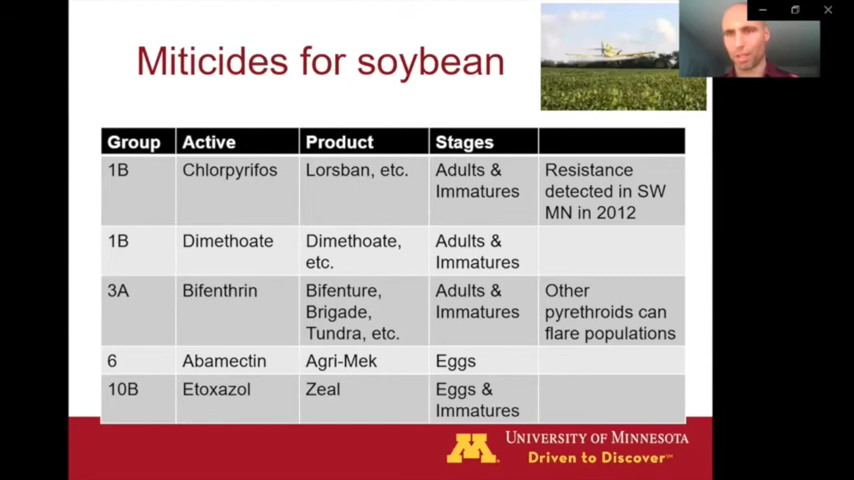 Miticides for soybean
Group Active Product Stages
1B Chlorpyrifos Lorsban, etc. Adults & Resistance
Immatures detected in SW
MN in 2012
1B Dimethoate Dimethoate, Adults &
etc. Immatures
3A Bifenthrin Bifenture, Adults & Other
Brigade, Immatures pyrethroids can
Tundra, etc. flare populations
6 Abamectin Agri-Mek Eggs
10B Etoxazol Zeal Eggs &
Immatures
M UNIVERSITY OF MINNESOTA
Driven to Discover℠